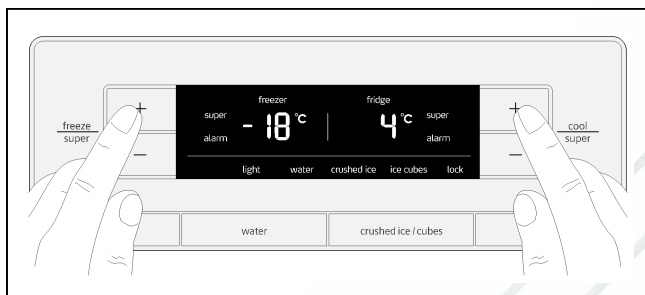 freezer fridge
super - 18 °C 4 °C super
alarm alarm
light water crushed ice ice cubes lock
freeze
super
+
−
+
−
cool
super
water crushed ice / cubes